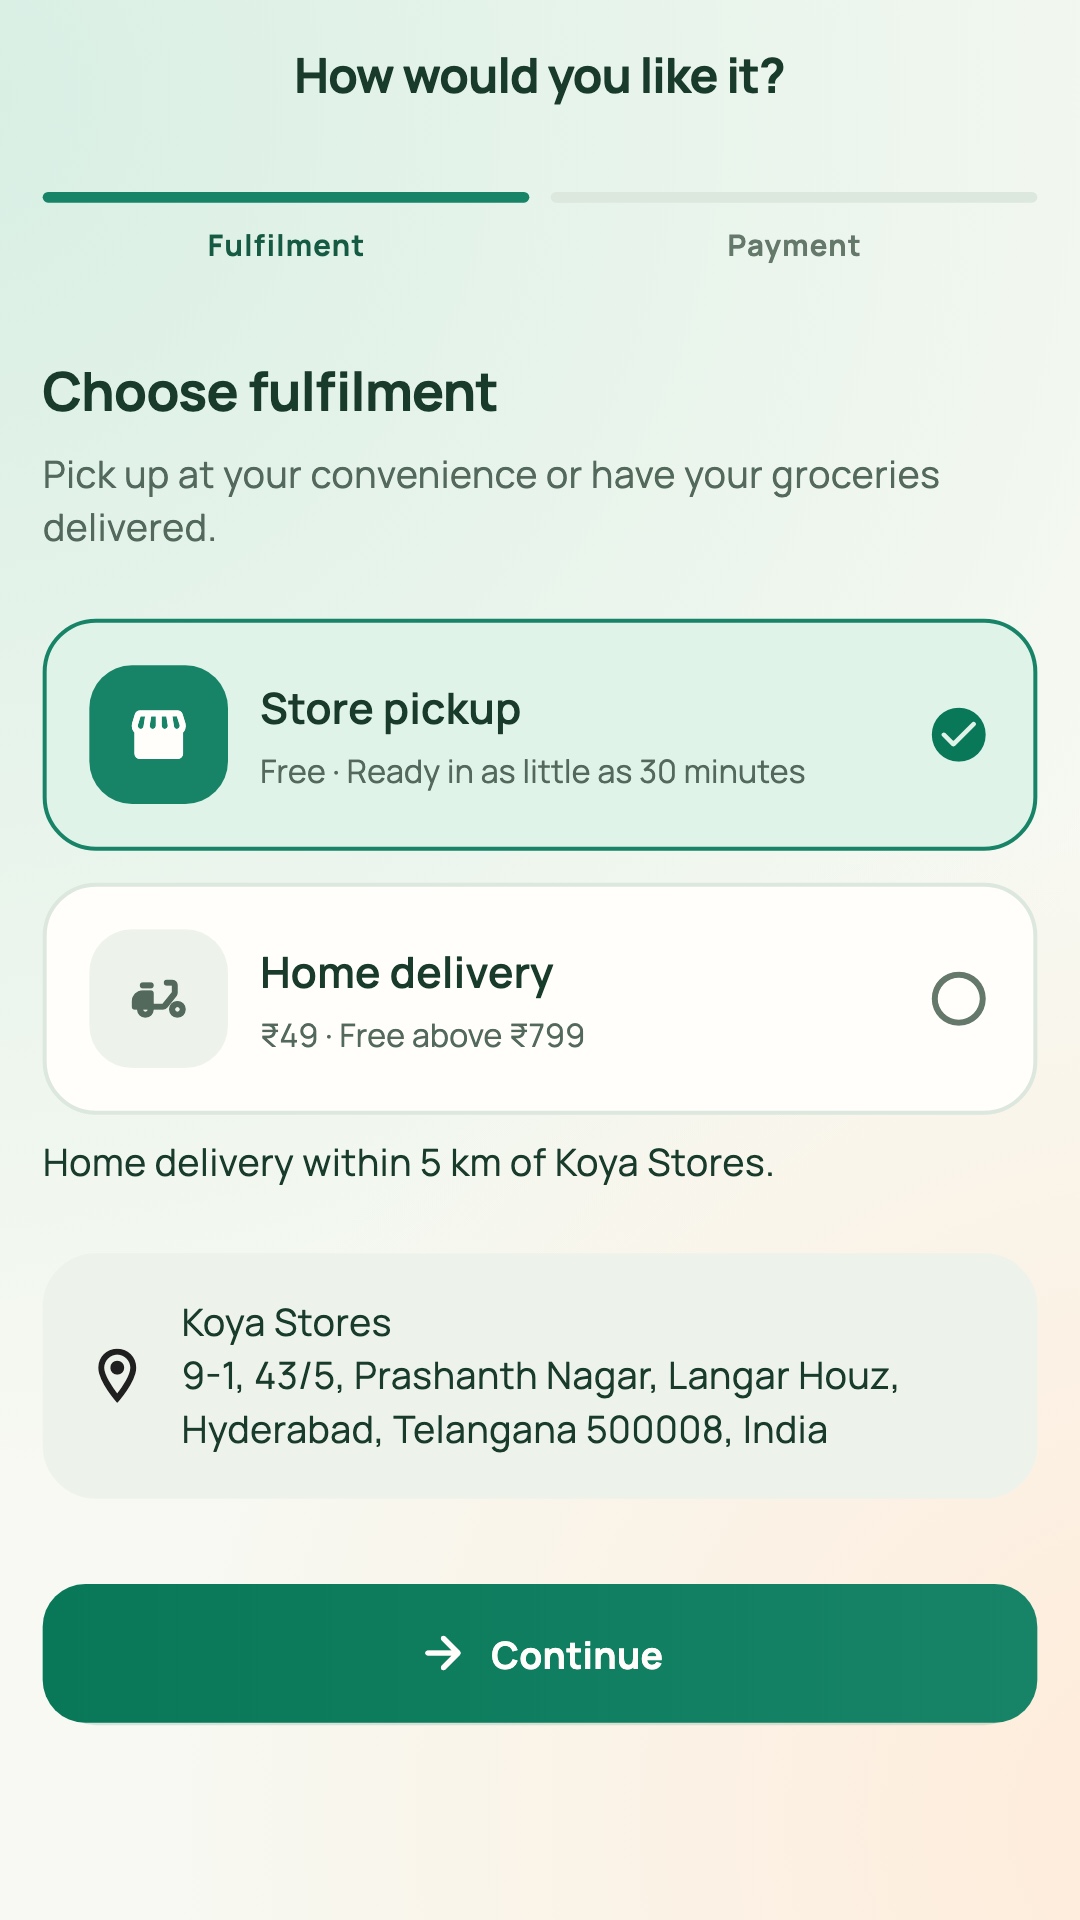 How would you like it?
Fulfilment
Payment
Choose fulfilment
Pick up at your convenience or have your groceries
delivered.
Store pickup
Free · Ready in as little as 30 minutes
Home delivery
₹49 · Free above ₹799
Home delivery within 5 km of Koya Stores.
Koya Stores
9-1, 43/5, Prashanth Nagar, Langar Houz,
Hyderabad, Telangana 500008, India
Continue